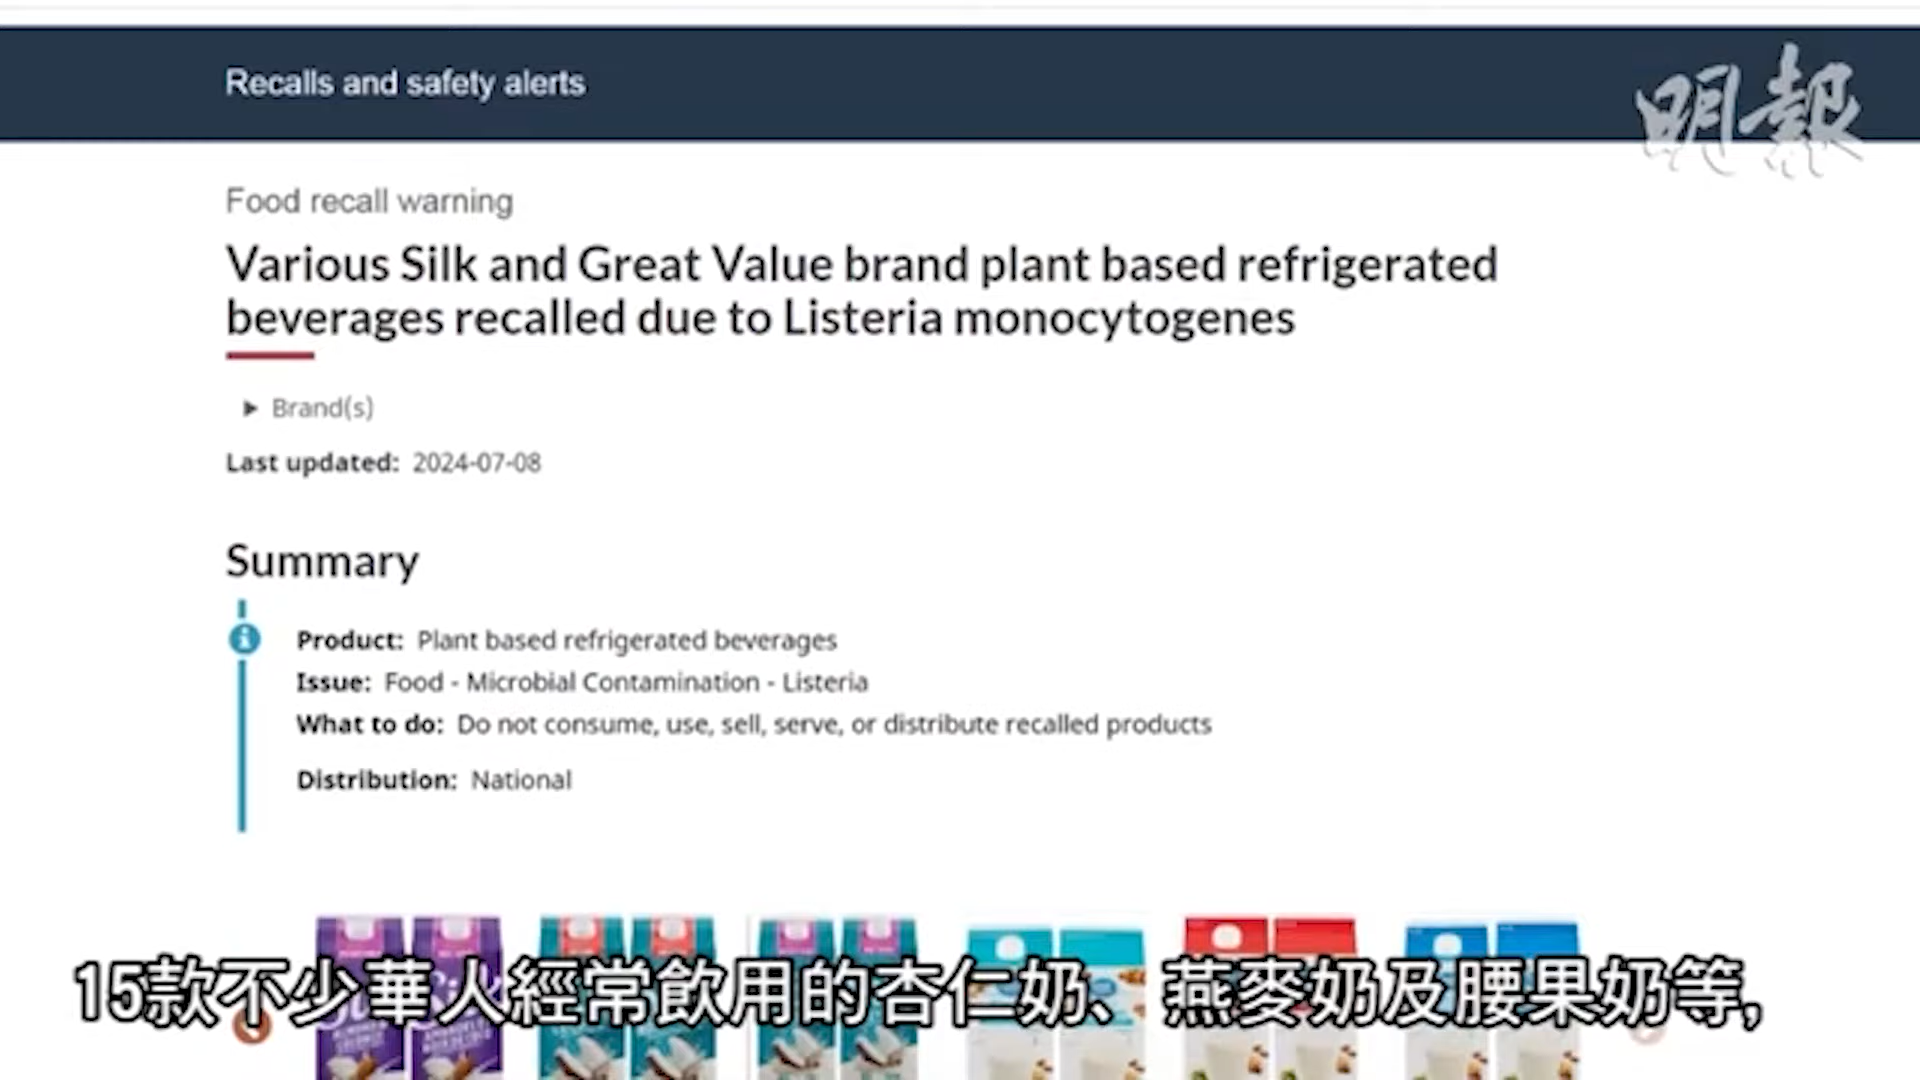 Recalls and safety alerts
明報
Food recall warning
Various Silk and Great Value brand plant based refrigerated
beverages recalled due to Listeria monocytogenes
Brand(s)
Last updated: 2024-07-08
Summary
Product: Plant based refrigerated beverages
Issue: Food - Microbial Contamination - Listeria
What to do: Do not consume, use, sell, serve, or distribute recalled products
Distribution: National
15款不少華人經常飲用的杏仁奶、燕麥奶及腰果奶等,